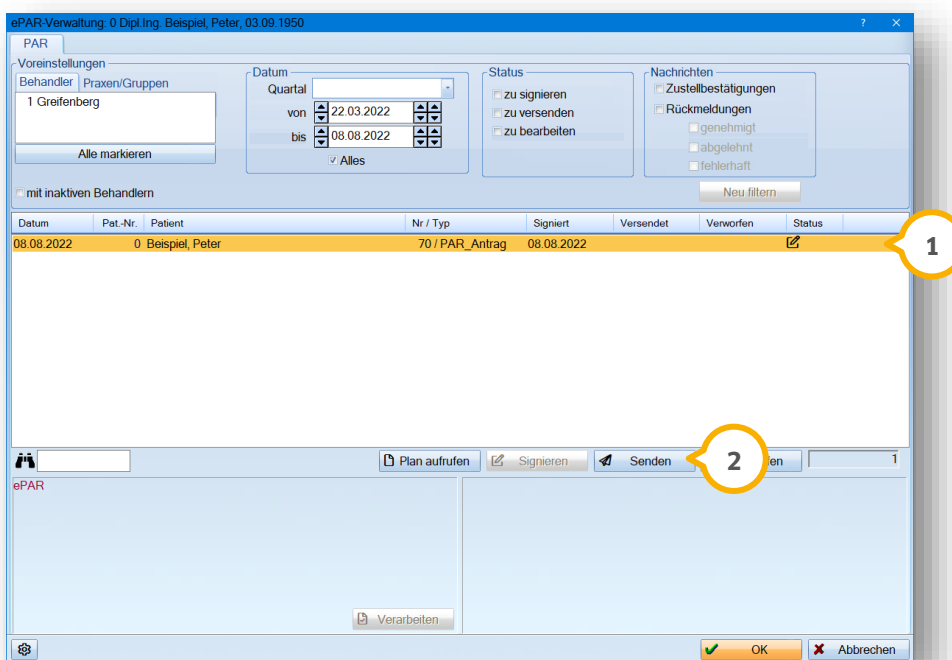 ePAR-Verwaltung: 0 Dipl.Ing. Beispiel, Peter, 03.09.1950 ?
PAR
Voreinstellungen
Behandler Praxen/Gruppen
1 Greifenberg
Alle markieren
mit inaktiven Behandlern
Datum
Quartal
von 22.03.2022
bis 08.08.2022
Alles
Status
zu signieren
zu versenden
zu bearbeiten
Nachrichten
Zustellbestätigungen
Rückmeldungen
genehmigt
abgelehnt
fehlerhaft
Neu filtern
Datum Pat.-Nr. Patient Nr / Typ Signiert Versendet Verworfen Status
08.08.2022 0 Beispiel, Peter 70 / PAR_Antrag 08.08.2022
1
Plan aufrufen Signieren Senden 2 fen 1
ePAR
Verarbeiten
OK Abbrechen